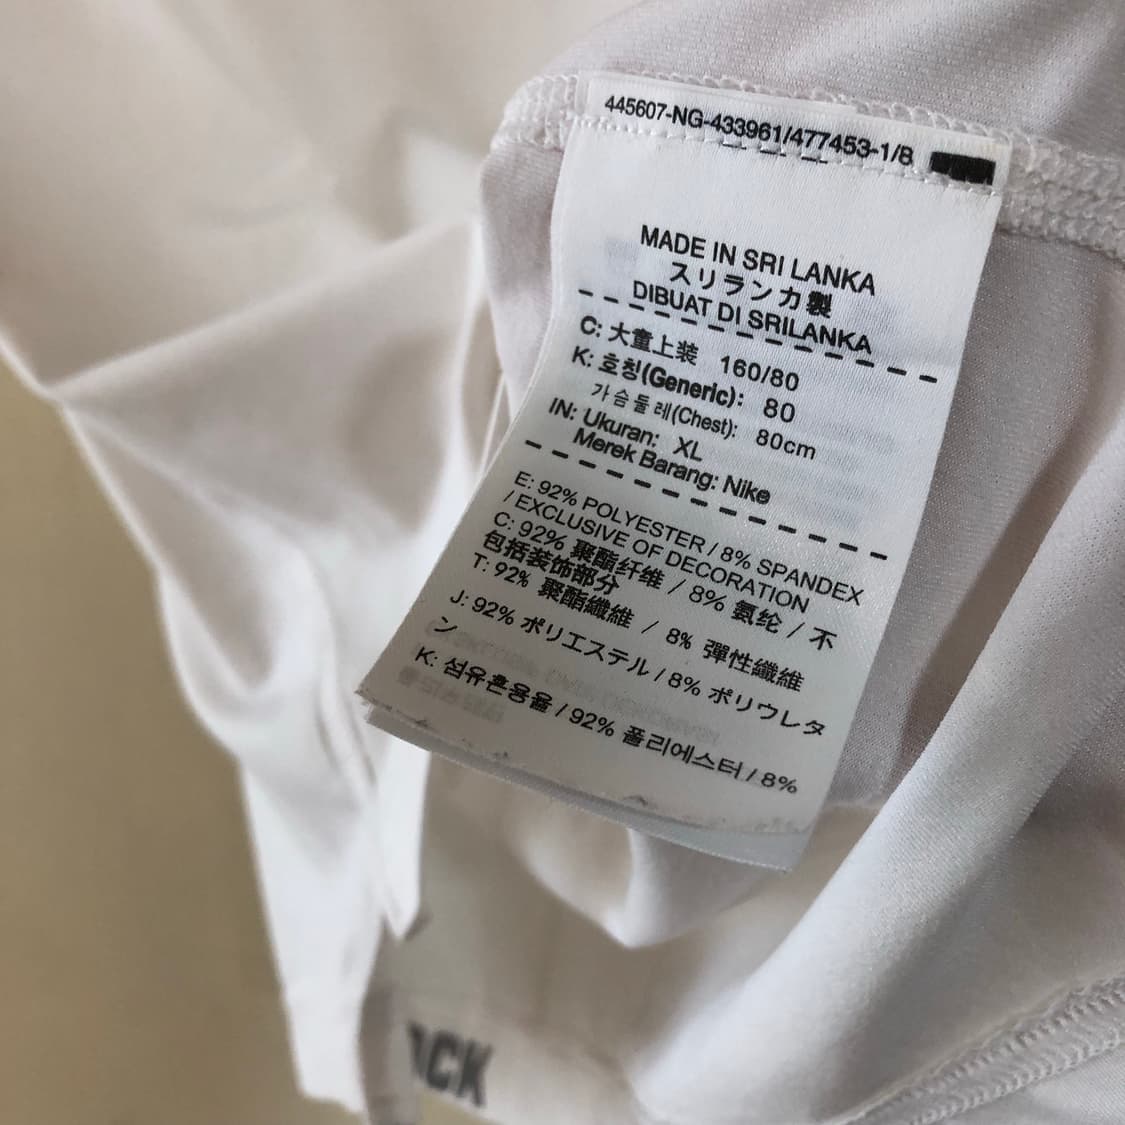 445607-NG-433961/477453-1/8
MADE IN SRI LANKA
スリランカ製
DIBUAT DI SRILANKA
C: 大童上装 160/80
K: 호칭(Generic): 80
가슴둘레(Chest): 80cm
IN: Ukuran: XL
Merek Barang: Nike
E: 92% POLYESTER / 8% SPANDEX
/ EXCLUSIVE OF DECORATION
C: 92% 聚酯纤维 / 8% 氨纶 / 不
包括装饰部分
T: 92% 聚酯纖維 / 8% 彈性纖維
J: 92% ポリエステル / 8% ポリウレタ
ン
K: 섬유혼용율 / 92% 폴리에스터 / 8%